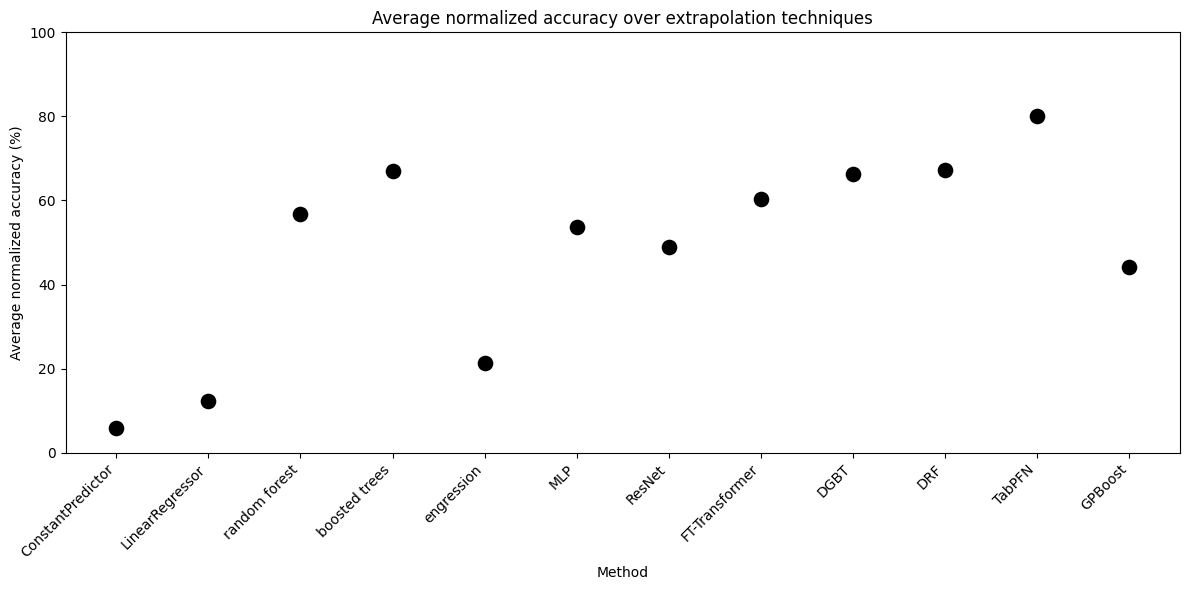 Average normalized accuracy over extrapolation techniques
Average normalized accuracy (%)
100
80
60
40
20
0
ConstantPredictor
LinearRegressor
random forest
boosted trees
engression
MLP
ResNet
FT-Transformer
DGBT
DRF
TabPFN
GPBoost
Method